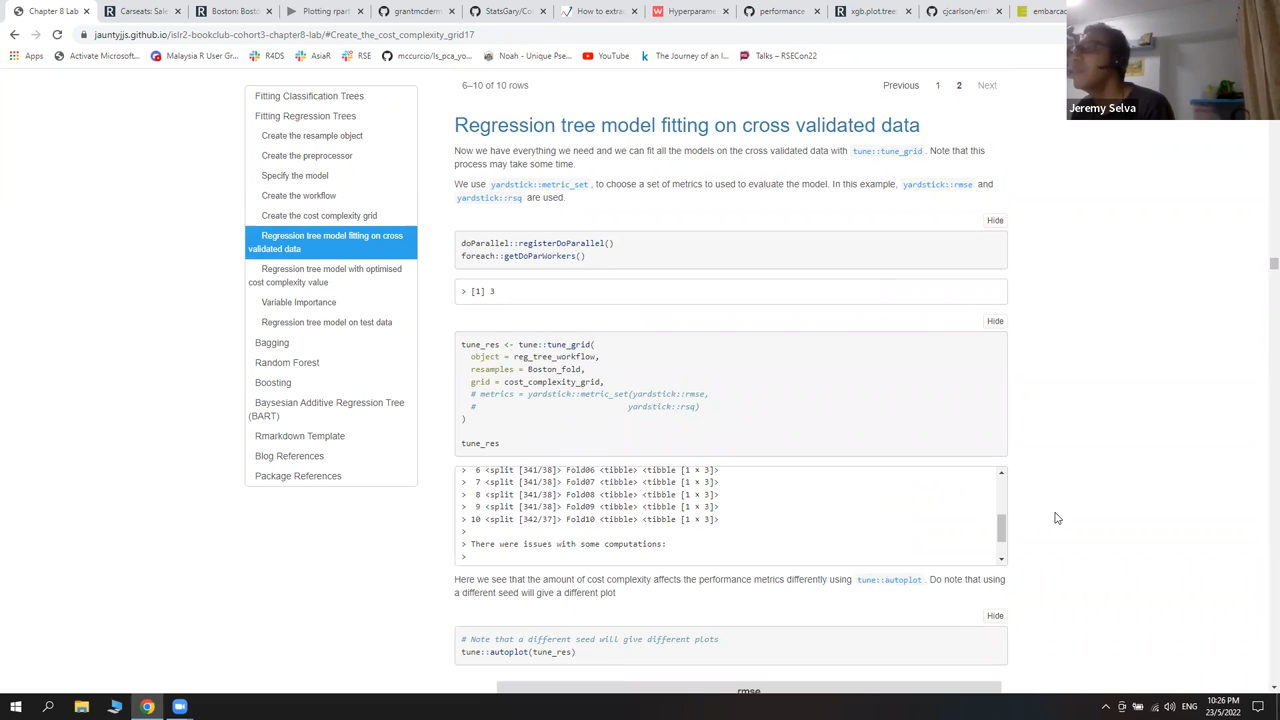 Chapter 8 Lab
Carseats: Sale
Boston: Bosto
Plotting part
grantmcderm
StatsGary/Co
How to extrac
Hyperparame
performance
xgb.plot.tree
cjcarlson/em
embarcad
jauntyjjs.github.io/islr2-bookclub-cohort3-chapter8-lab/#Create_the_cost_complexity_grid17
Apps
Activate Microsoft...
Malaysia R User Gr...
R4DS
AsiaR
RSE
mccurcio/ls_pca_yo...
Noah - Unique Pse...
YouTube
The Journey of an I...
Talks – RSECon22
Jeremy Selva
Fitting Classification Trees
Fitting Regression Trees
Create the resample object
Create the preprocessor
Specify the model
Create the workflow
Create the cost complexity grid
Regression tree model fitting on cross
validated data
Regression tree model with optimised
cost complexity value
Variable Importance
Regression tree model on test data
Bagging
Random Forest
Boosting
Baysesian Additive Regression Tree
(BART)
Rmarkdown Template
Blog References
Package References
6–10 of 10 rows
Previous 1 2 Next
Regression tree model fitting on cross validated data
Now we have everything we need and we can fit all the models on the cross validated data with tune::tune_grid . Note that this
process may take some time.
We use yardstick::metric_set , to choose a set of metrics to used to evaluate the model. In this example, yardstick::rmse and
yardstick::rsq are used.
Hide
doParallel::registerDoParallel()
foreach::getDoParWorkers()
> [1] 3
Hide
tune_res <- tune::tune_grid(
object = reg_tree_workflow,
resamples = Boston_fold,
grid = cost_complexity_grid,
# metrics = yardstick::metric_set(yardstick::rmse,
# yardstick::rsq)
)
tune_res
> 6 <split [341/38]> Fold06 <tibble> <tibble [1 × 3]>
> 7 <split [341/38]> Fold07 <tibble> <tibble [1 × 3]>
> 8 <split [341/38]> Fold08 <tibble> <tibble [1 × 3]>
> 9 <split [341/38]> Fold09 <tibble> <tibble [1 × 3]>
> 10 <split [342/37]> Fold10 <tibble> <tibble [1 × 3]>
>
> There were issues with some computations:
>
Here we see that the amount of cost complexity affects the performance metrics differently using tune::autoplot . Do note that using
a different seed will give a different plot
Hide
# Note that a different seed will give different plots
tune::autoplot(tune_res)
rmse
10:26 PM
23/5/2022